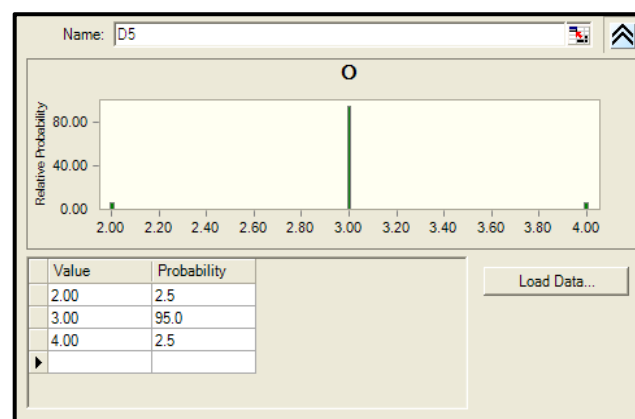 Name: D5
O
Relative Probability
80.00
40.00
0.00
2.00 2.20 2.40 2.60 2.80 3.00 3.20 3.40 3.60 3.80 4.00
Value Probability
2.00 2.5
3.00 95.0
4.00 2.5
Load Data...